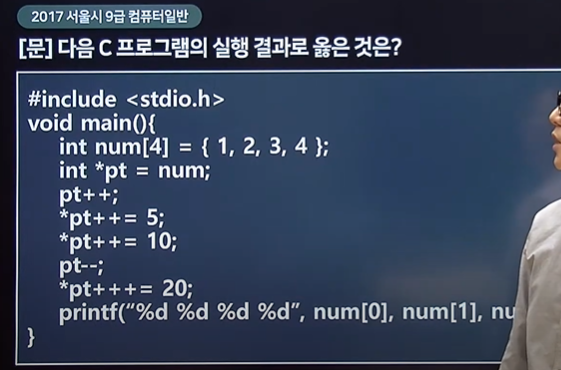 2017 서울시 9급 컴퓨터일반
[문] 다음 C 프로그램의 실행 결과로 옳은 것은?
#include <stdio.h>
void main(){
int num[4] = { 1, 2, 3, 4 };
int *pt = num;
pt++;
*pt++= 5;
*pt++= 10;
pt--;
*pt+++= 20;
printf(“%d %d %d %d”, num[0], num[1], nu
}